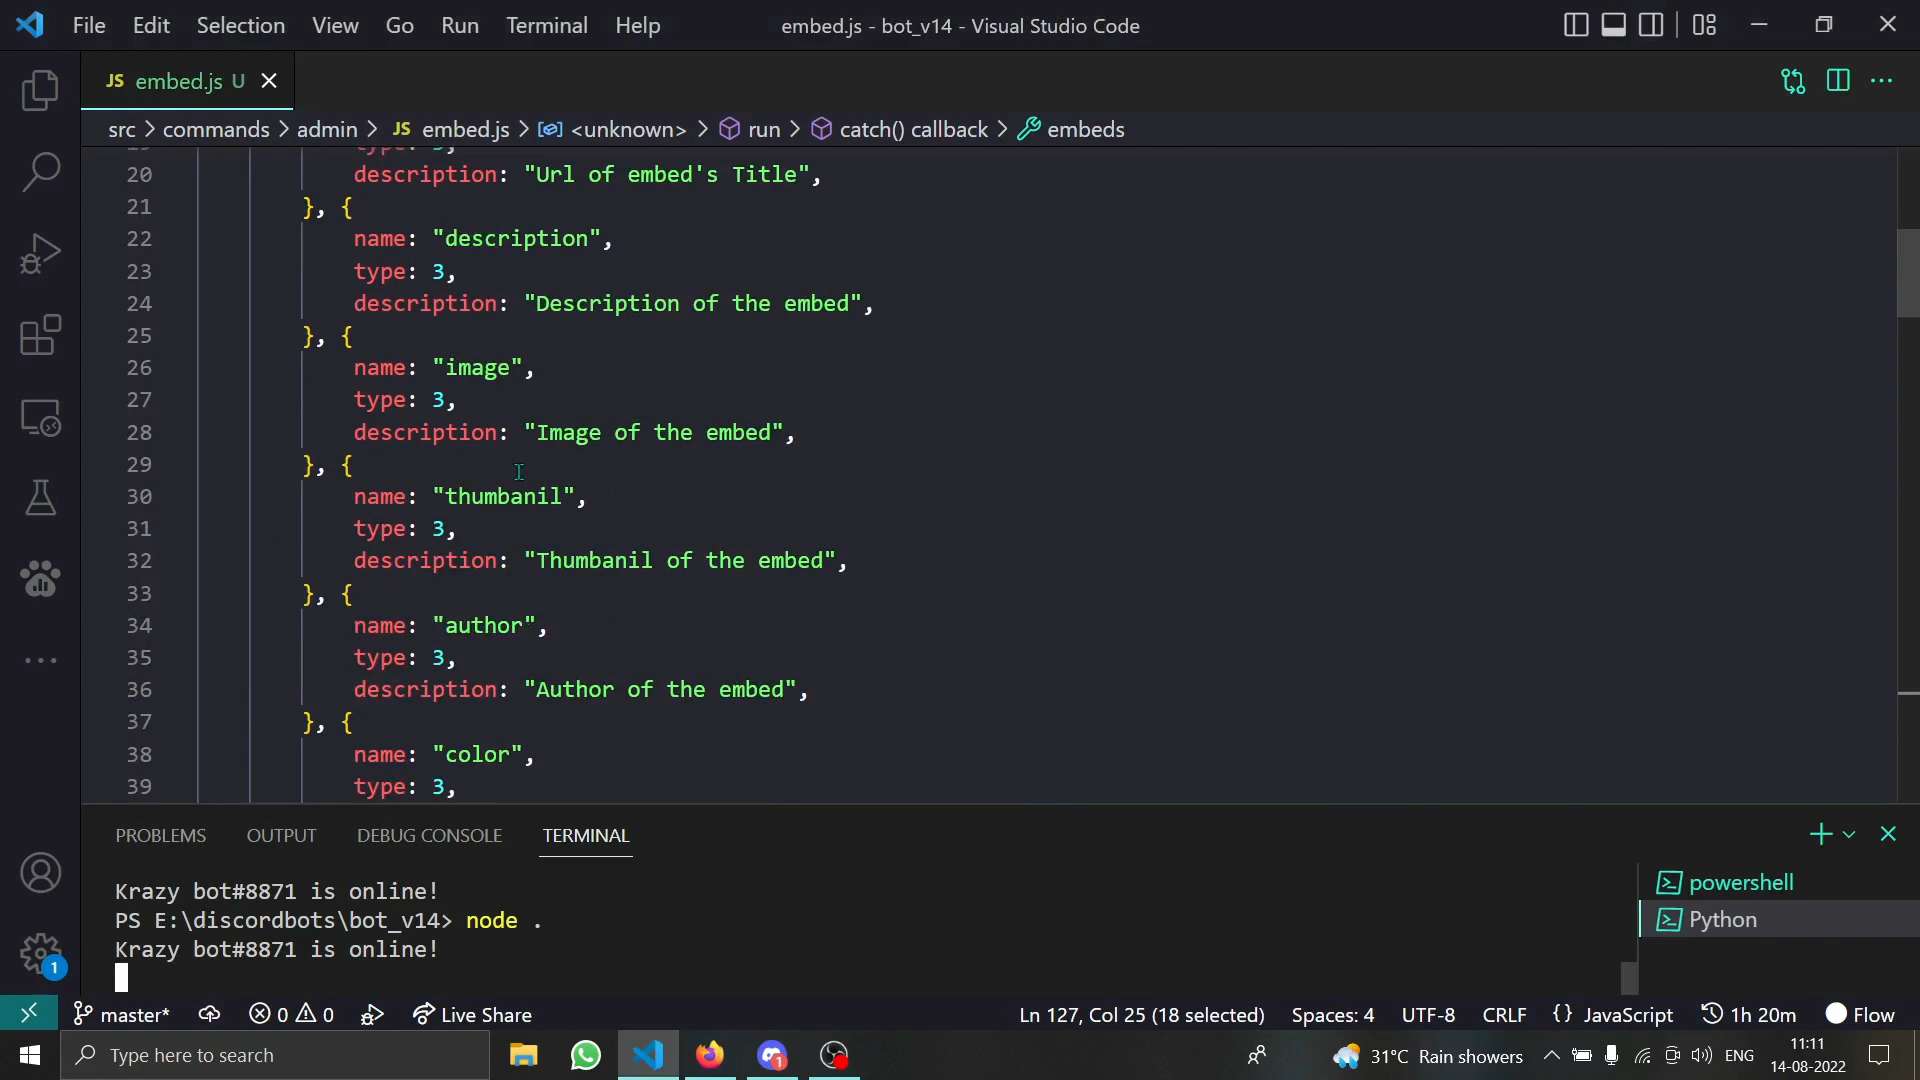 File Edit Selection View Go Run Terminal Help
embed.js - bot_v14 - Visual Studio Code
JS embed.js U
src > commands > admin > JS embed.js > <unknown> > run > catch() callback > embeds
19 type: 3,
20 description: "Url of embed's Title",
21 }, {
22 name: "description",
23 type: 3,
24 description: "Description of the embed",
25 }, {
26 name: "image",
27 type: 3,
28 description: "Image of the embed",
29 }, {
30 name: "thumbanil",
31 type: 3,
32 description: "Thumbanil of the embed",
33 }, {
34 name: "author",
35 type: 3,
36 description: "Author of the embed",
37 }, {
38 name: "color",
39 type: 3,
PROBLEMS OUTPUT DEBUG CONSOLE TERMINAL
Krazy bot#8871 is online!
PS E:\discordbots\bot_v14> node .
Krazy bot#8871 is online!
powershell
Python
1
master* 0 0 Live Share
Ln 127, Col 25 (18 selected) Spaces: 4 UTF-8 CRLF {} JavaScript 1h 20m Flow
Type here to search
1
31°C Rain showers
ENG
11:11
14-08-2022